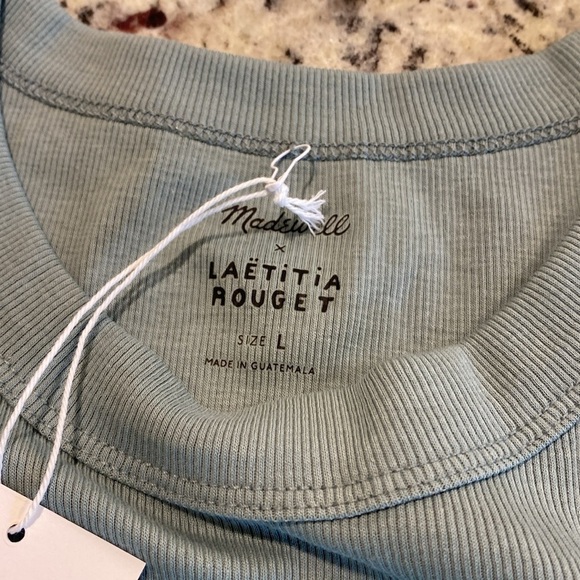 Madewell
×
LAËTITIA
ROUGET
SIZE L
MADE IN GUATEMALA